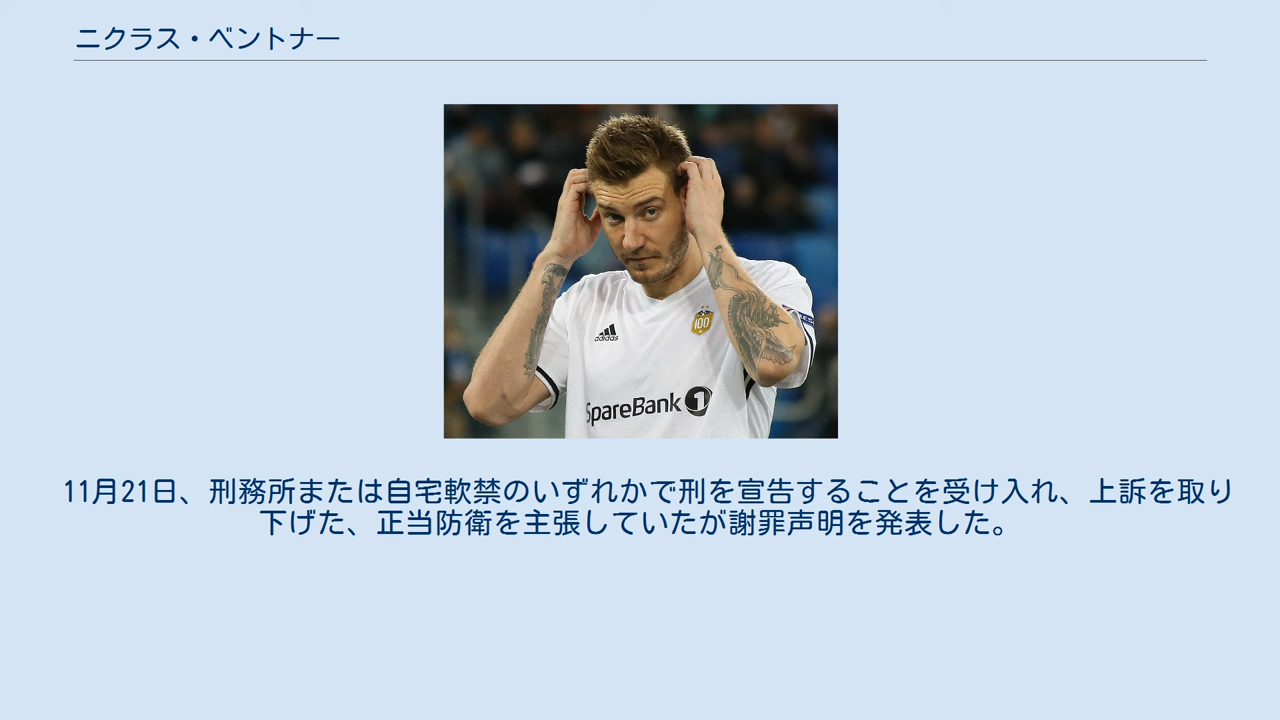 ニクラス・ベントナー
100
adidas
SpareBank 1
11月21日、刑務所または自宅軟禁のいずれかで刑を宣告することを受け入れ、上訴を取り
下げた、正当防衛を主張していたが謝罪声明を発表した。